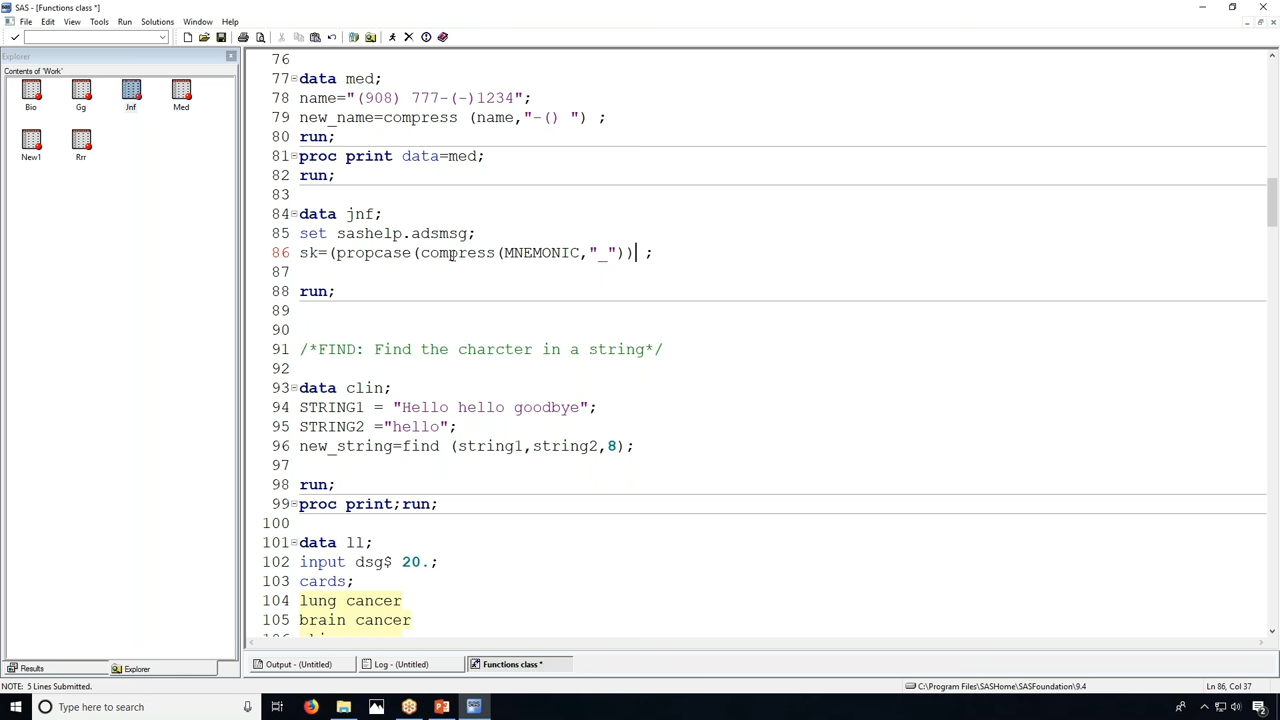 SAS - [Functions class *]
File Edit View Tools Run Solutions Window Help
Explorer
Contents of 'Work'
Bio Gg Jnf Med
New1 Rrr
76
77 data med;
78 name="(908) 777-(-)1234";
79 new_name=compress (name,"-() ") ;
80 run;
81 proc print data=med;
82 run;
83
84 data jnf;
85 set sashelp.adsmsg;
86 sk=(propcase(compress(MNEMONIC,"_")) ;
87
88 run;
89
90
91 /*FIND: Find the charcter in a string*/
92
93 data clin;
94 STRING1 = "Hello hello goodbye";
95 STRING2 ="hello";
96 new_string=find (string1,string2,8);
97
98 run;
99 proc print;run;
100
101 data ll;
102 input dsg$ 20.;
103 cards;
104 lung cancer
105 brain cancer
Results Explorer
Output - (Untitled) Log - (Untitled) Functions class *
NOTE: 5 Lines Submitted. C:\Program Files\SASHome\SASFoundation\9.4 Ln 86, Col 37
Type here to search